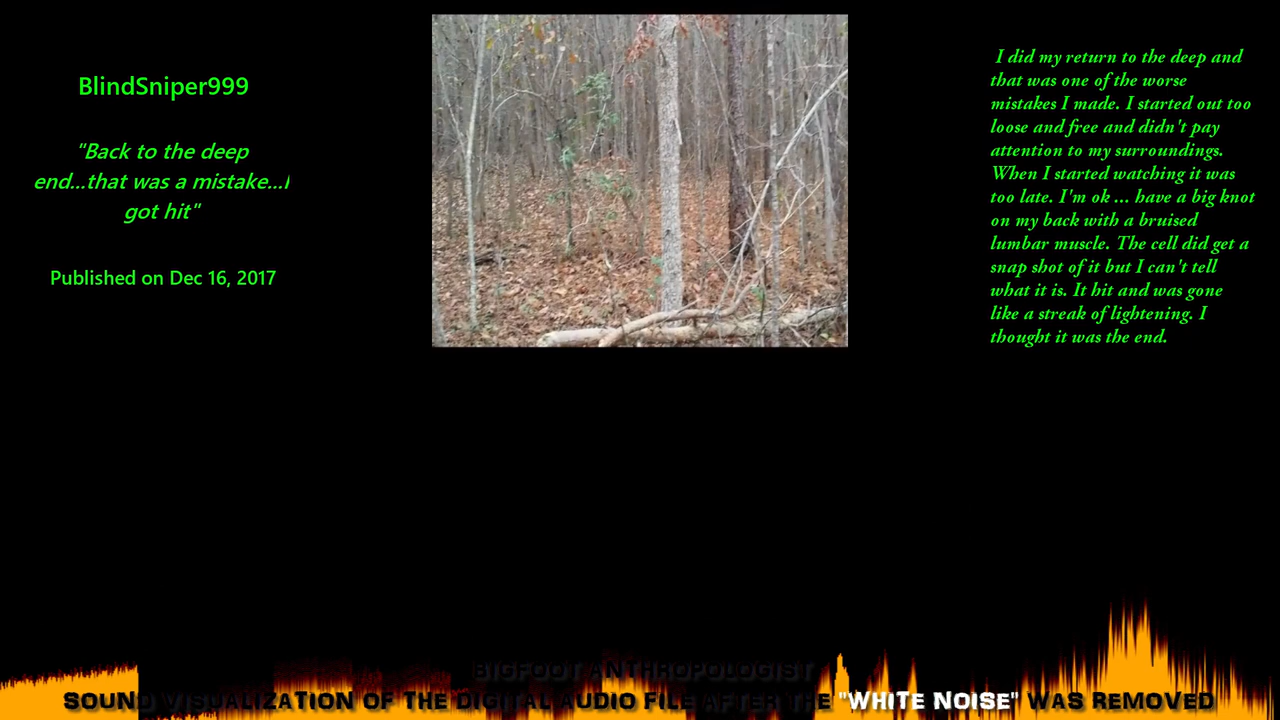 BlindSniper999
"Back to the deep
end...that was a mistake...I
got hit"
Published on Dec 16, 2017
I did my return to the deep and
that was one of the worse
mistakes I made. I started out too
loose and free and didn't pay
attention to my surroundings.
When I started watching it was
too late. I'm ok ... have a big knot
on my back with a bruised
lumbar muscle. The cell did get a
snap shot of it but I can't tell
what it is. It hit and was gone
like a streak of lightening. I
thought it was the end.
BIGFOOT ANTHROPOLOGIST
SOUND VISUALIZATION OF THE DIGITAL AUDIO FILE AFTER THE "WHITE NOISE" WAS REMOVED